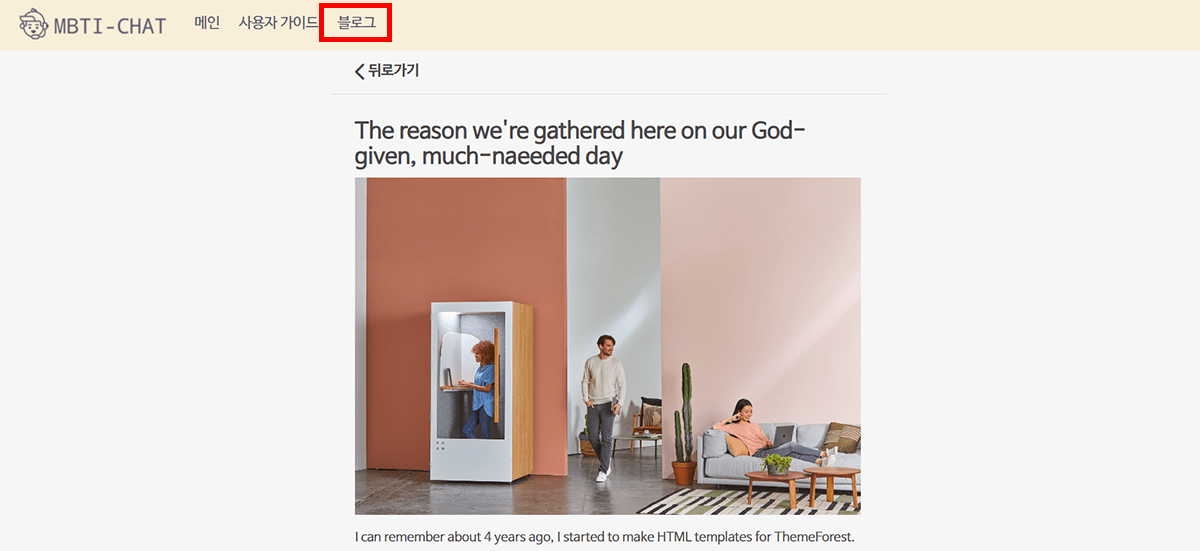 MBTI-CHAT 메인 사용자 가이드 블로그
뒤로가기
The reason we're gathered here on our God-
given, much-naeeded day
I can remember about 4 years ago, I started to make HTML templates for ThemeForest.